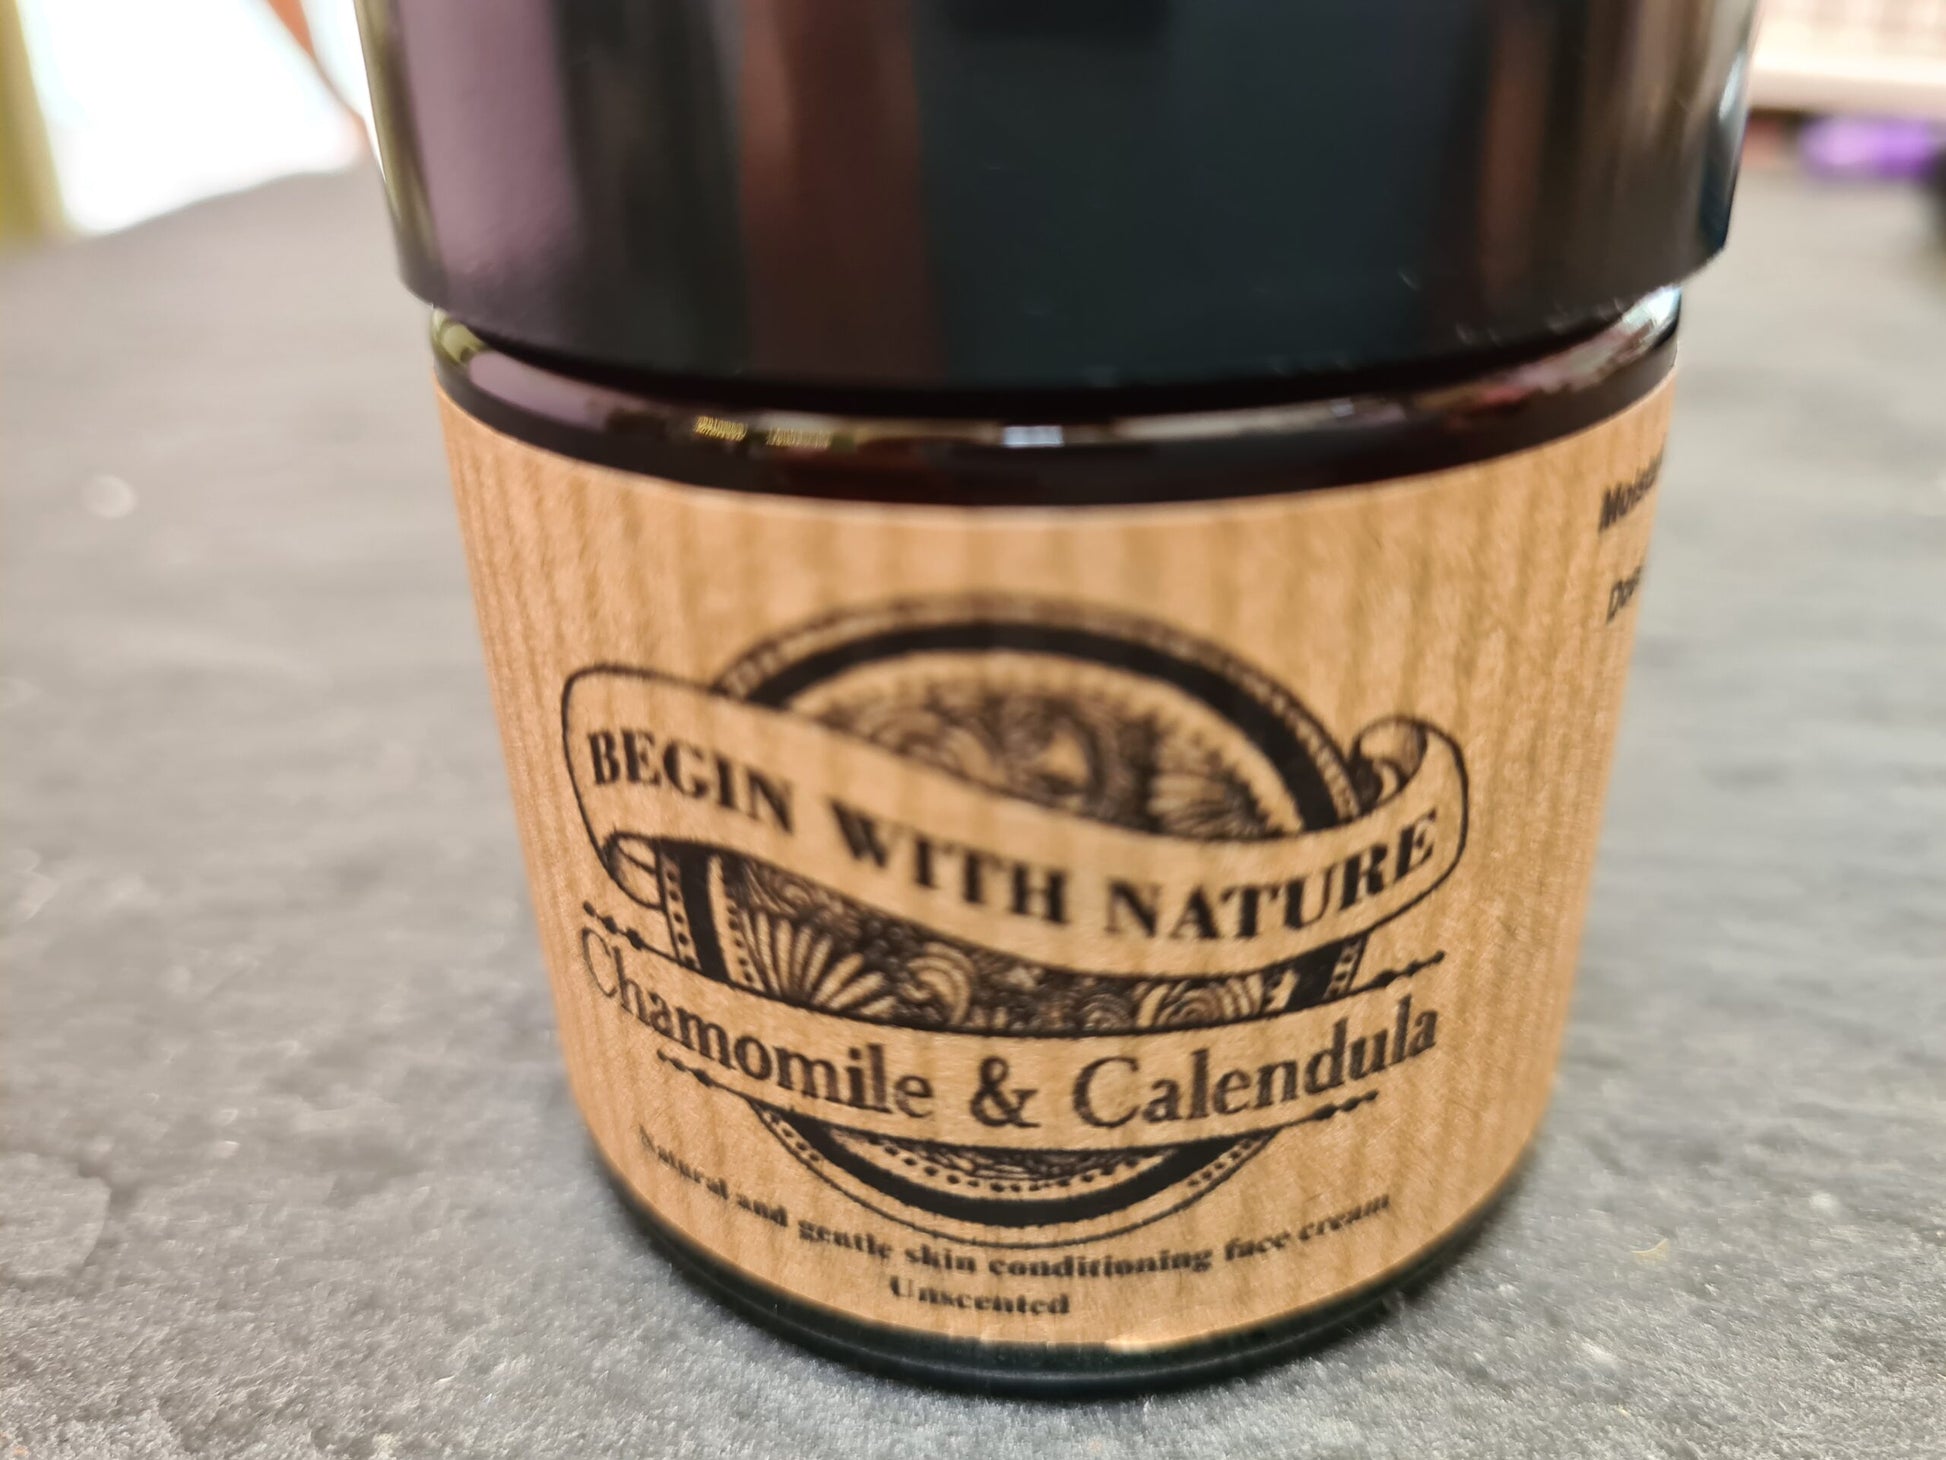 BEGIN WITH NATURE
Chamomile & Calendula
Natural and gentle skin conditioning face cream
Unscented